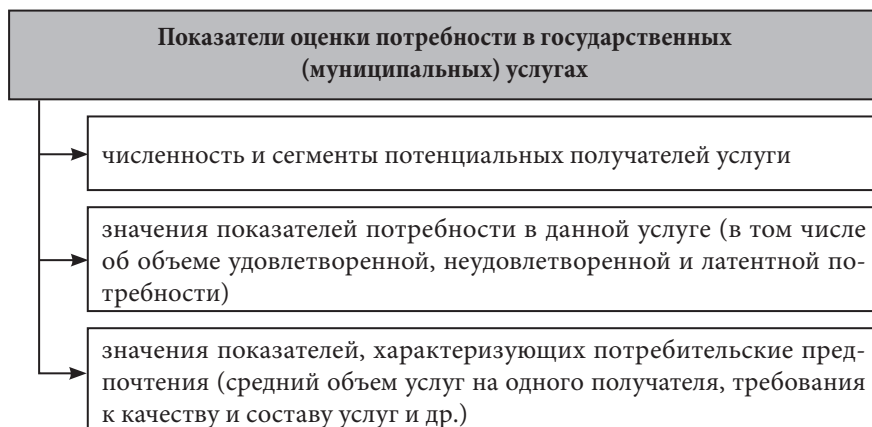 Показатели оценки потребности в государственных
(муниципальных) услугах
численность и сегменты потенциальных получателей услуги
значения показателей потребности в данной услуге (в том числе
об объеме удовлетворенной, неудовлетворенной и латентной по-
требности)
значения показателей, характеризующих потребительские пред-
почтения (средний объем услуг на одного получателя, требования
к качеству и составу услуг и др.)